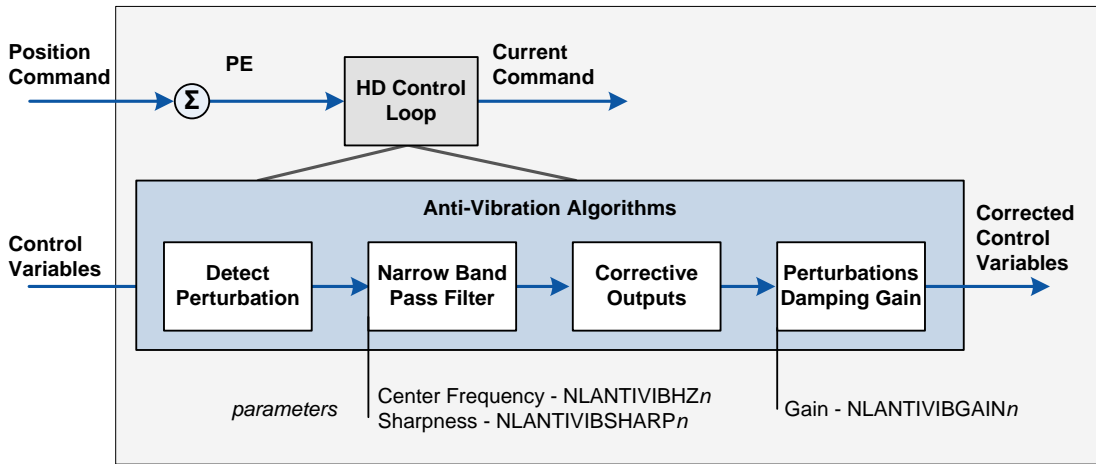 Position
Command
PE
Σ
HD Control
Loop
Current
Command
Anti-Vibration Algorithms
Control
Variables
Detect
Perturbation
Narrow Band
Pass Filter
Corrective
Outputs
Perturbations
Damping Gain
Corrected
Control
Variables
parameters
Center Frequency - NLANTIVIBHZn
Sharpness - NLANTIVIBSHARPn
Gain - NLANTIVIBGAINn